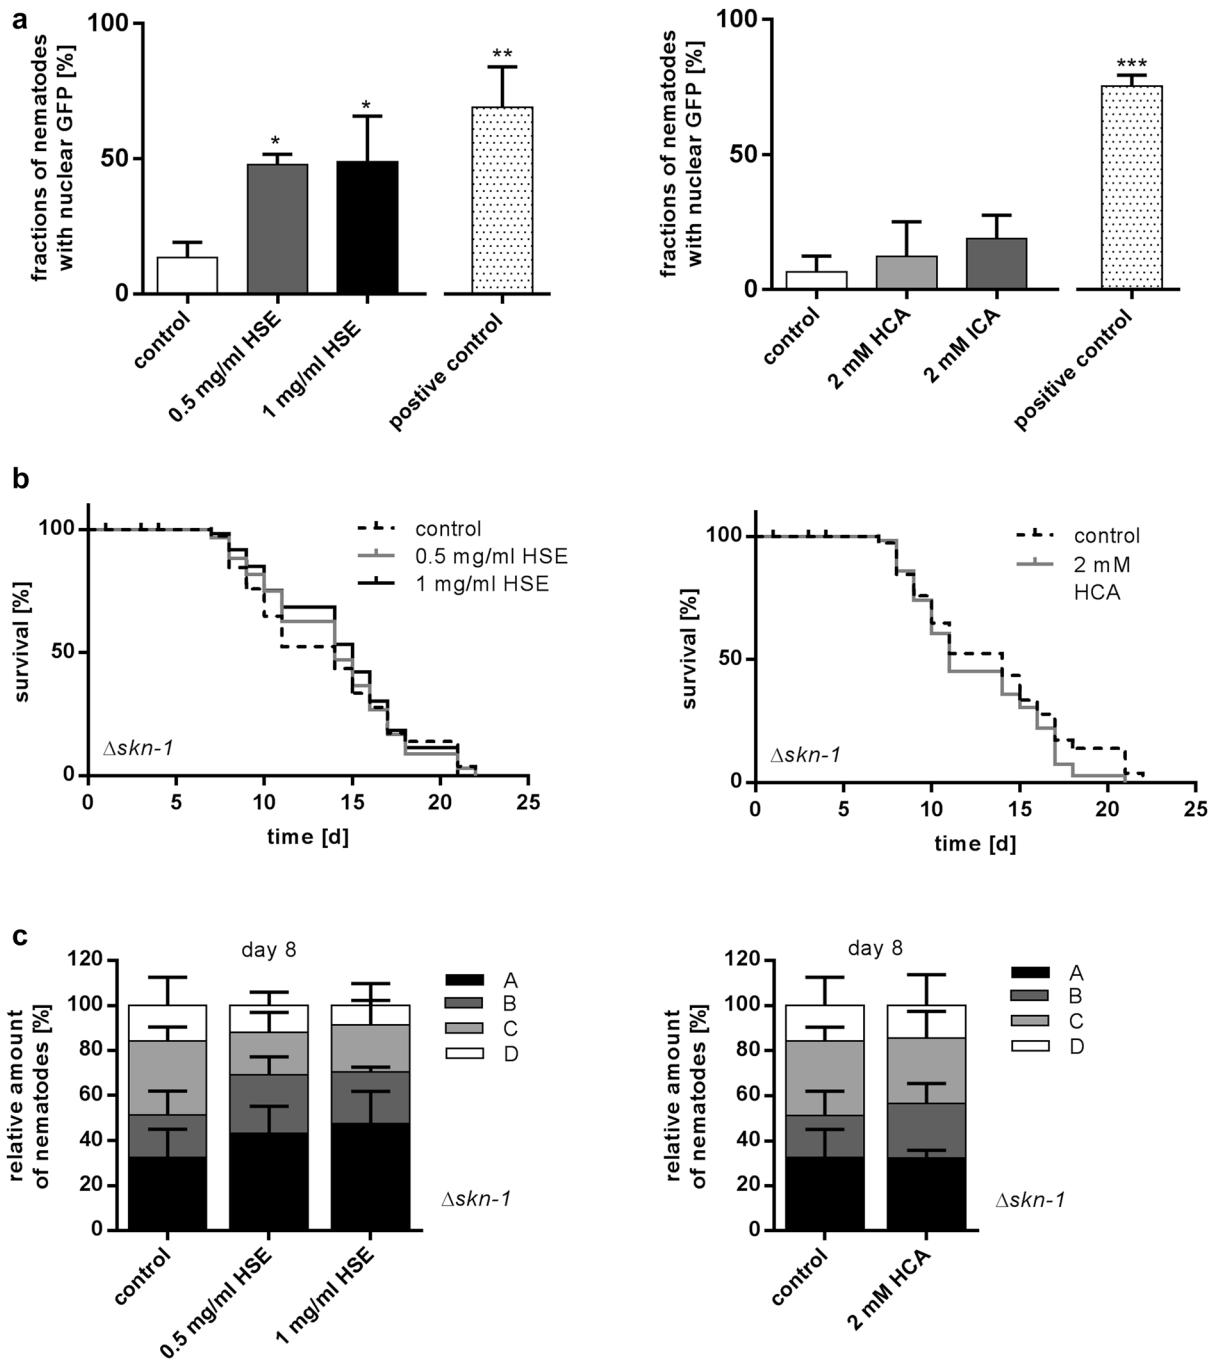 a
fractions of nematodes
with nuclear GFP [%]
100
50
0
*
*
**
control
0.5 mg/ml HSE
1 mg/ml HSE
postive control
fractions of nematodes
with nuclear GFP [%]
100
50
0
***
control
2 mM HCA
2 mM ICA
positive control
b
survival [%]
100
50
0
control
0.5 mg/ml HSE
1 mg/ml HSE
Δskn-1
0 5 10 15 20 25
time [d]
survival [%]
100
50
0
control
2 mM
HCA
Δskn-1
0 5 10 15 20 25
time [d]
c
day 8
relative amount
of nematodes [%]
120
100
80
60
40
20
0
A
B
C
D
Δskn-1
control
0.5 mg/ml HSE
1 mg/ml HSE
day 8
relative amount
of nematodes [%]
120
100
80
60
40
20
0
A
B
C
D
Δskn-1
control
2 mM HCA